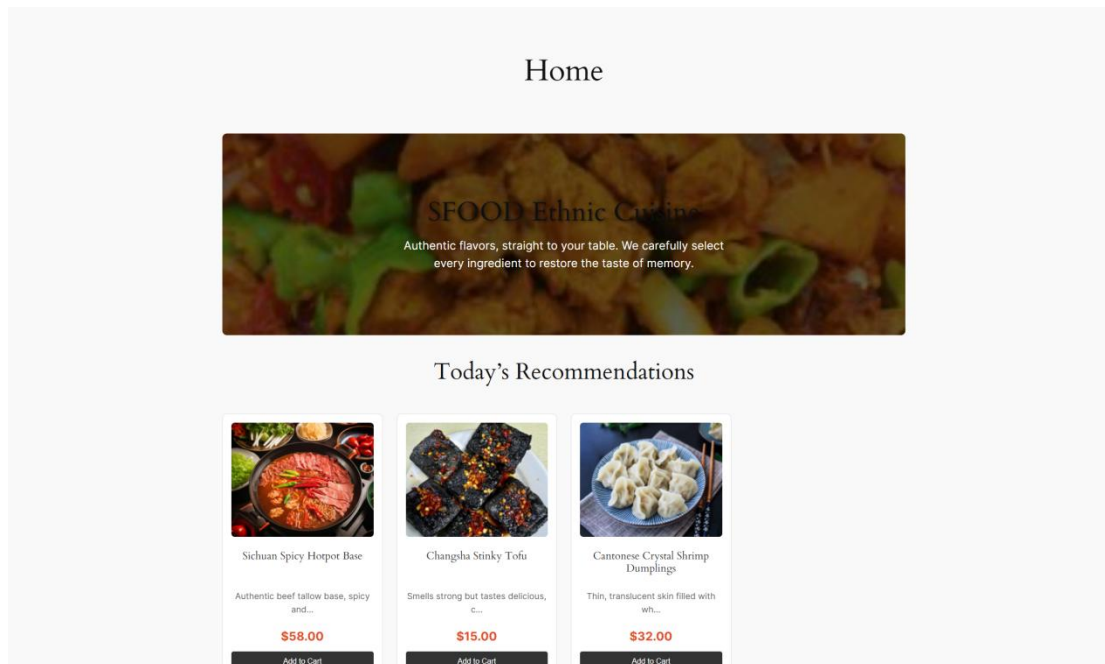 Home
SFOOD Ethnic Cuisine
Authentic flavors, straight to your table. We carefully select
every ingredient to restore the taste of memory.
Today’s Recommendations
Sichuan Spicy Hotpot Base
Authentic beef tallow base, spicy
and...
$58.00
Add to Cart
Changsha Stinky Tofu
Smells strong but tastes delicious,
c...
$15.00
Add to Cart
Cantonese Crystal Shrimp
Dumplings
Thin, translucent skin filled with
wh...
$32.00
Add to Cart